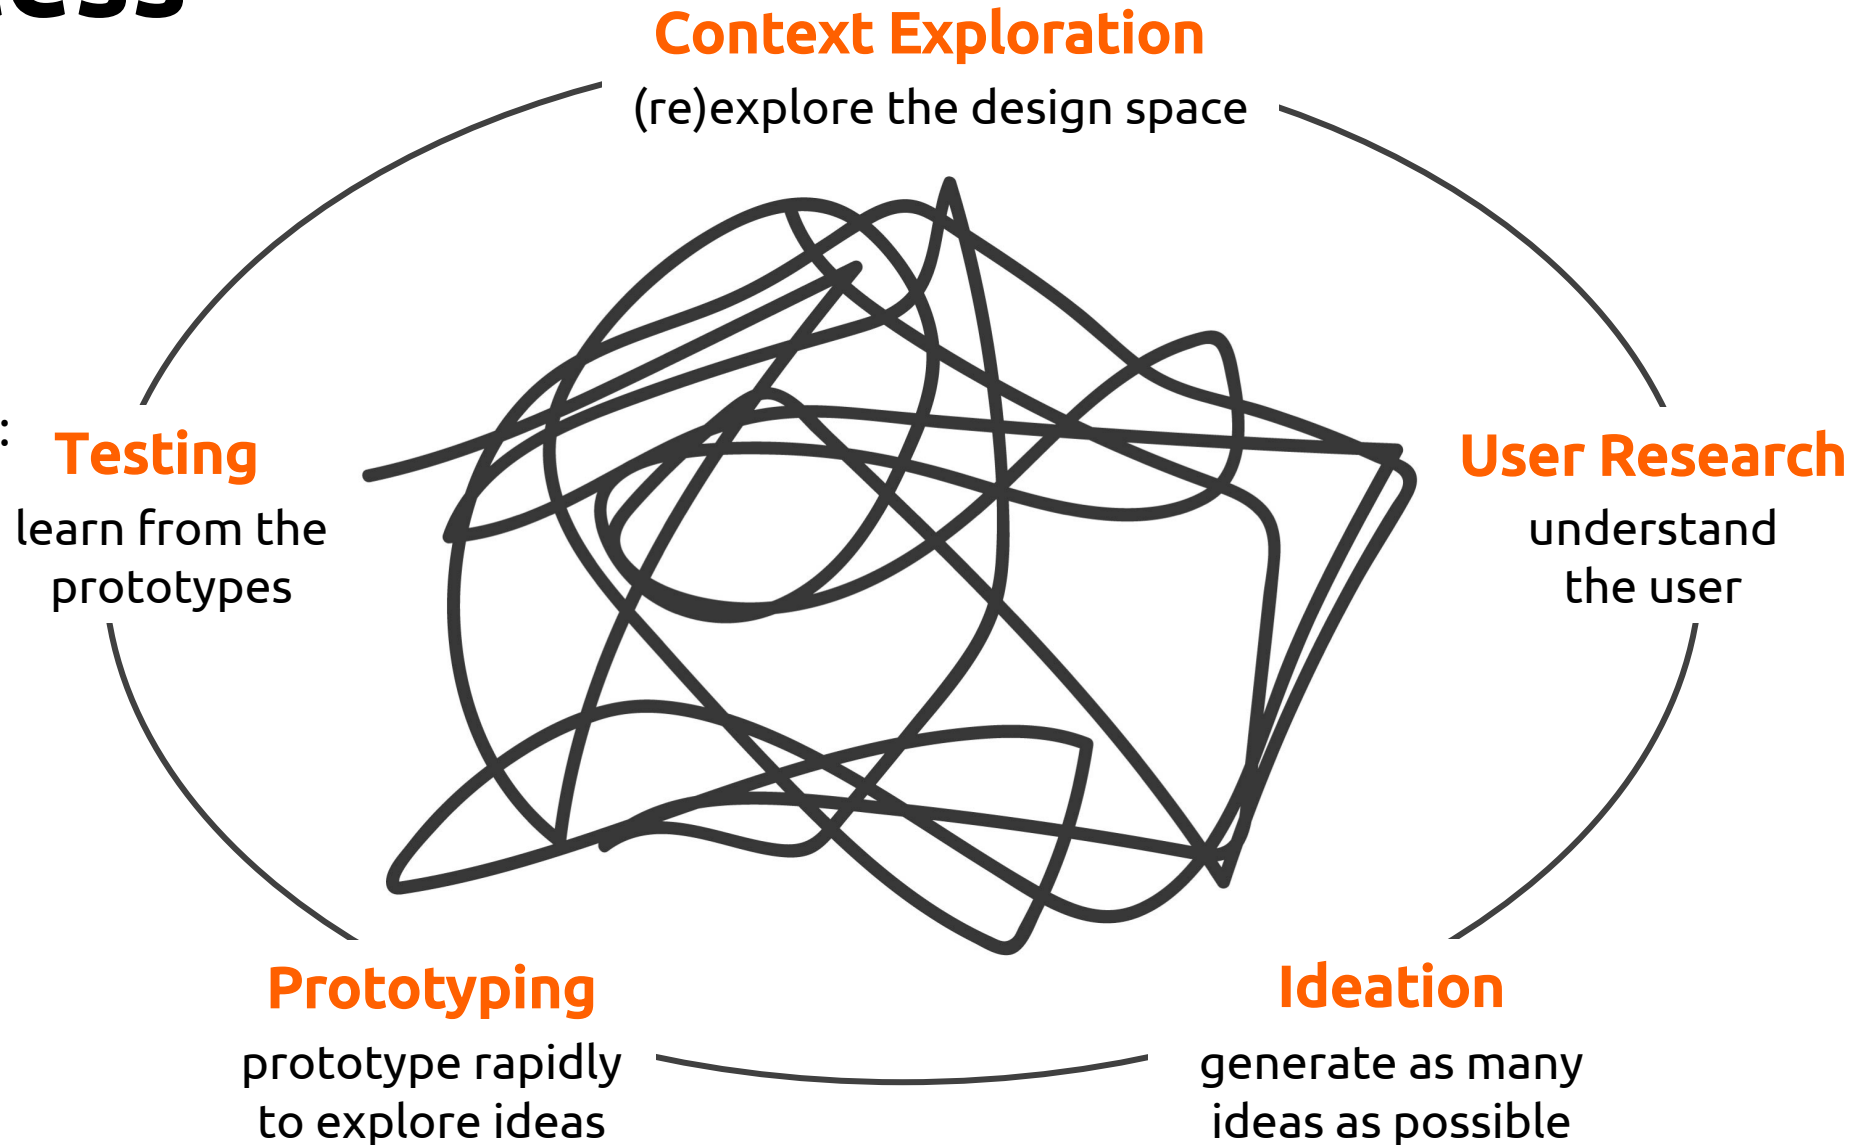 Context Exploration
(re)explore the design space
Testing
learn from the
prototypes
User Research
understand
the user
Prototyping
prototype rapidly
to explore ideas
Ideation
generate as many
ideas as possible